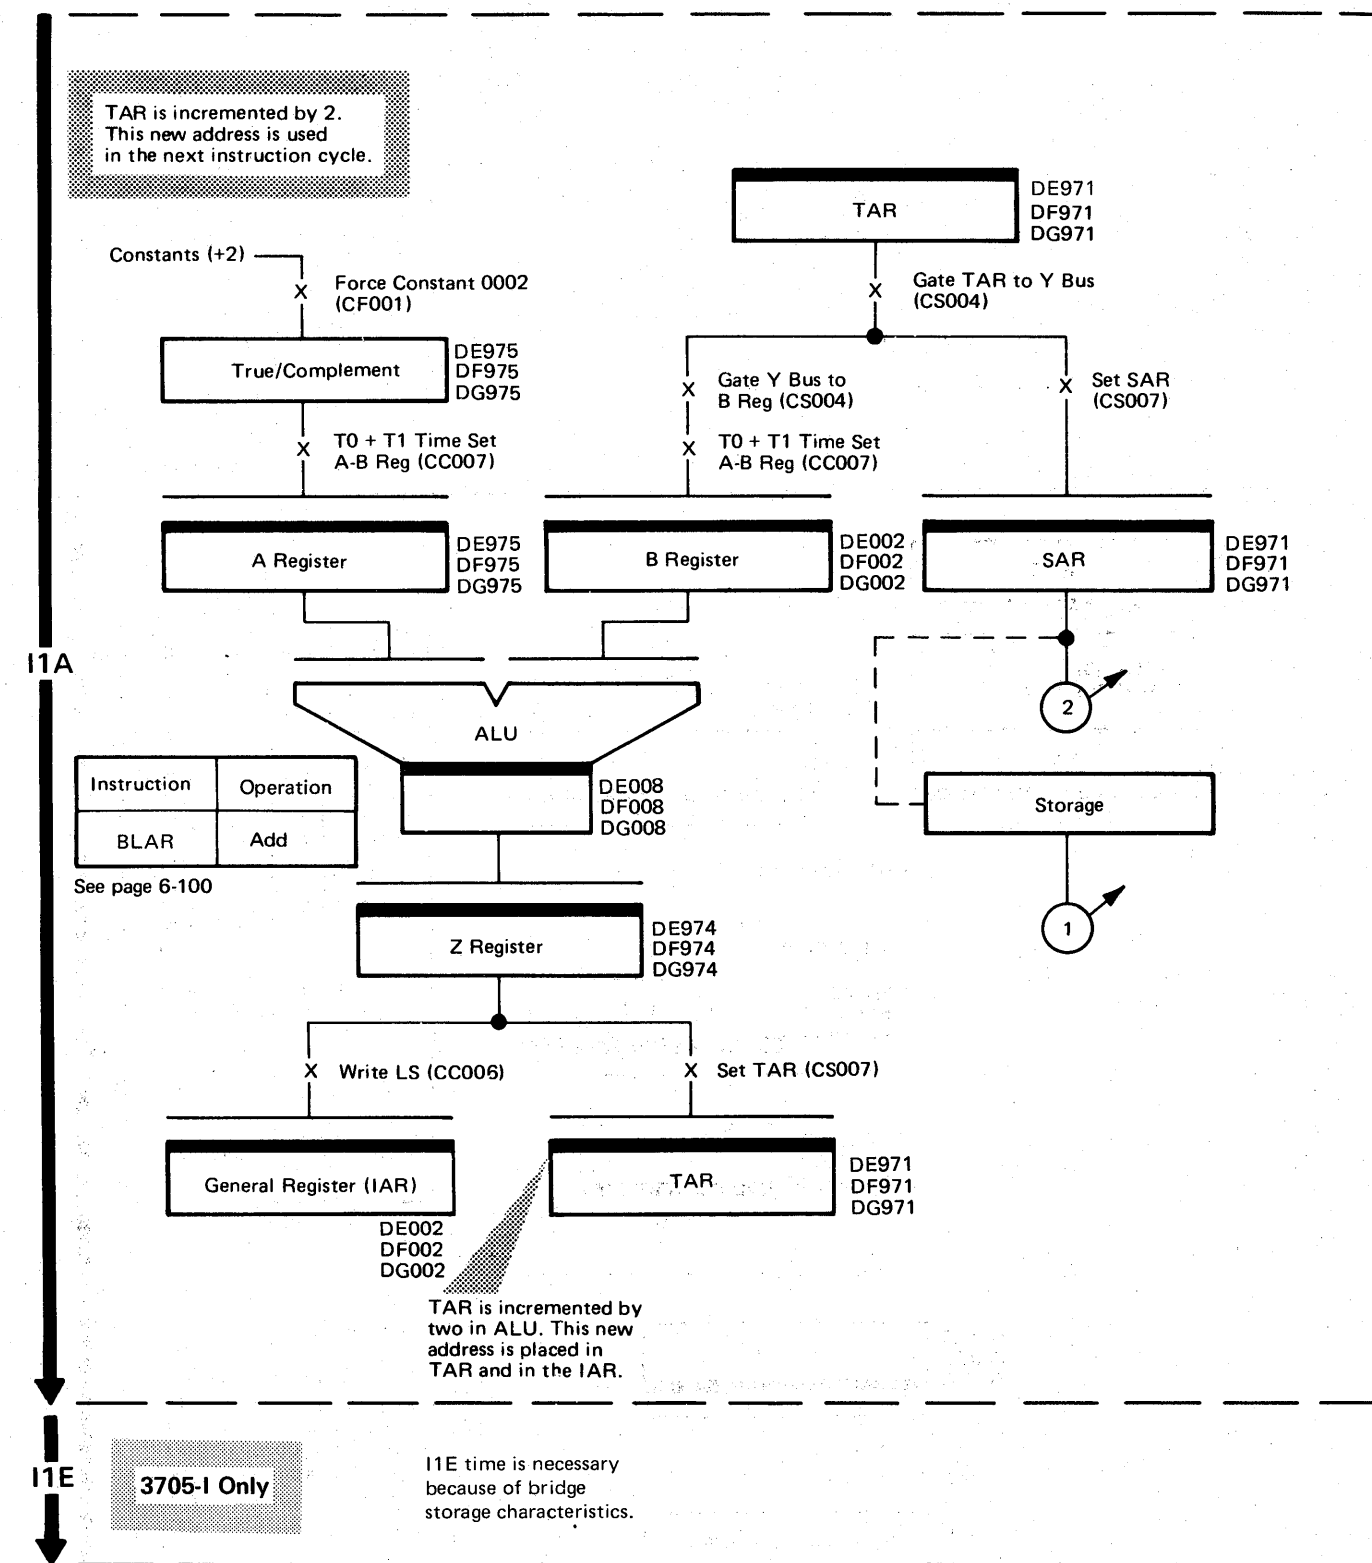 TAR is incremented by 2.
This new address is used
in the next instruction cycle.
TAR
DE971
DF971
DG971
Constants (+2)
Force Constant 0002
(CF001)
Gate TAR to Y Bus
(CS004)
True/Complement
DE975
DF975
DG975
Gate Y Bus to
B Reg (CS004)
Set SAR
(CS007)
T0 + T1 Time Set
A-B Reg (CC007)
T0 + T1 Time Set
A-B Reg (CC007)
A Register
DE975
DF975
DG975
B Register
DE002
DF002
DG002
SAR
DE971
DF971
DG971
I1A
2
ALU
Instruction
Operation
BLAR
Add
See page 6-100
DE008
DF008
DG008
Storage
1
Z Register
DE974
DF974
DG974
Write LS (CC006)
Set TAR (CS007)
General Register (IAR)
DE002
DF002
DG002
TAR
DE971
DF971
DG971
TAR is incremented by
two in ALU. This new
address is placed in
TAR and in the IAR.
I1E
3705-I Only
I1E time is necessary
because of bridge
storage characteristics.